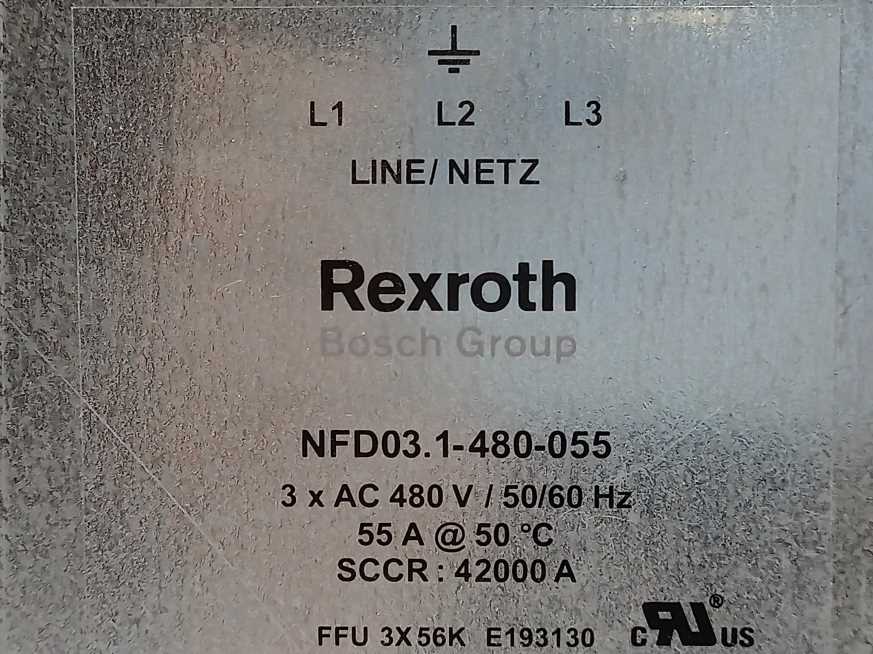 L1 L2 L3
LINE/ NETZ
Rexroth
Bosch Group
NFD03.1-480-055
3 x AC 480 V / 50/60 Hz
55 A @ 50 °C
SCCR : 42000 A
FFU 3X56K E193130 C RU ® US